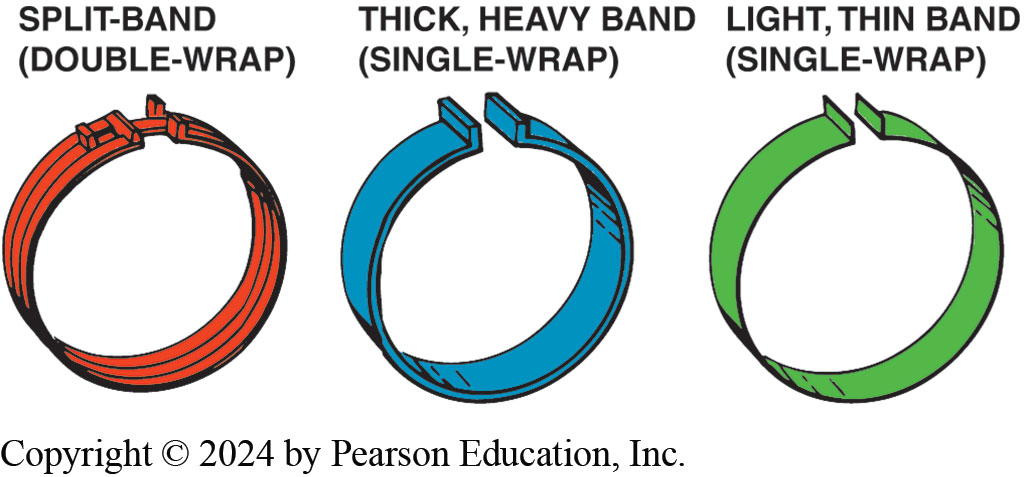 SPLIT-BAND
(DOUBLE-WRAP)
THICK, HEAVY BAND
(SINGLE-WRAP)
LIGHT, THIN BAND
(SINGLE-WRAP)
Copyright © 2024 by Pearson Education, Inc.